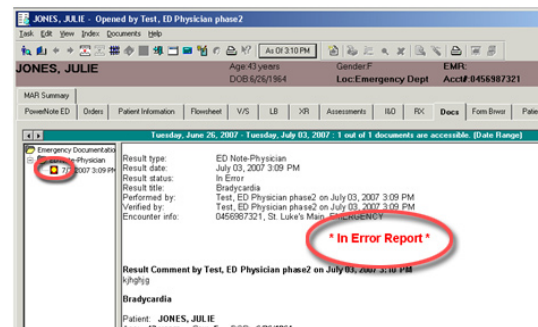 JONES, JULIE - Opened by Test, ED Physician phase2
Task Edit View Index Documents Help
As Of 3:10 PM
JONES, JULIE Age:43 years Gender:F EMR:
DOB:6/26/1964 Loc:Emergency Dept Acct#:0456987321
MAR Summary
PowerNote ED Orders Patient Information Flowsheet V/S LB XR Assessments I&O RX Docs Form Browser Patie
Tuesday, June 26, 2007 - Tuesday, July 03, 2007 : 1 out of 1 documents are accessible. (Date Range)
Emergency Documentatio
ED Note-Physician
2007 3:09 PM
Result type: ED Note-Physician
Result date: July 03, 2007 3:09 PM
Result status: In Error
Result title: Bradycardia
Performed by: Test, ED Physician phase2 on July 03, 2007 3:09 PM
Verified by: Test, ED Physician phase2 on July 03, 2007 3:09 PM
Encounter info: 0456987321, St. Luke's Main, EMERGENCY
* In Error Report *
Result Comment by Test, ED Physician phase2 on July 03, 2007 3:10 PM
kjhghjg
Bradycardia
Patient: JONES, JULIE